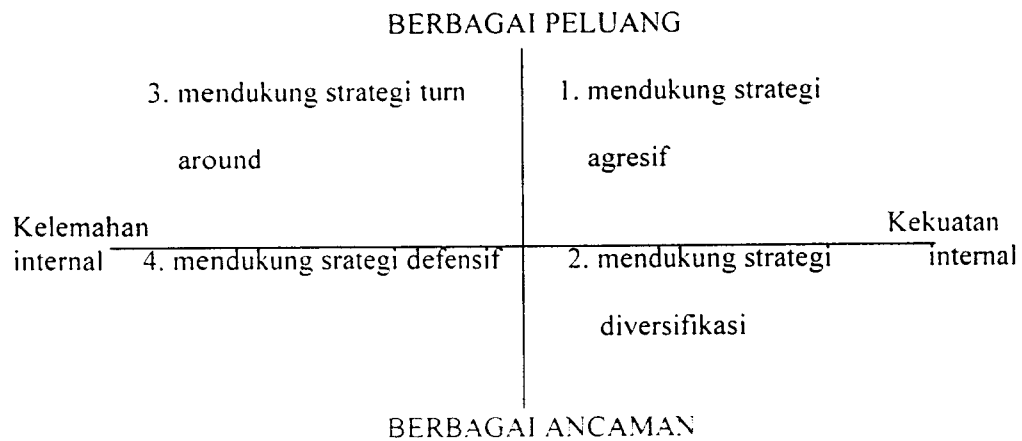 BERBAGAI PELUANG
3. mendukung strategi turn
around
1. mendukung strategi
agresif
Kelemahan
internal
Kekuatan
internal
4. mendukung srategi defensif
2. mendukung strategi
diversifikasi
BERBAGAI ANCAMAN